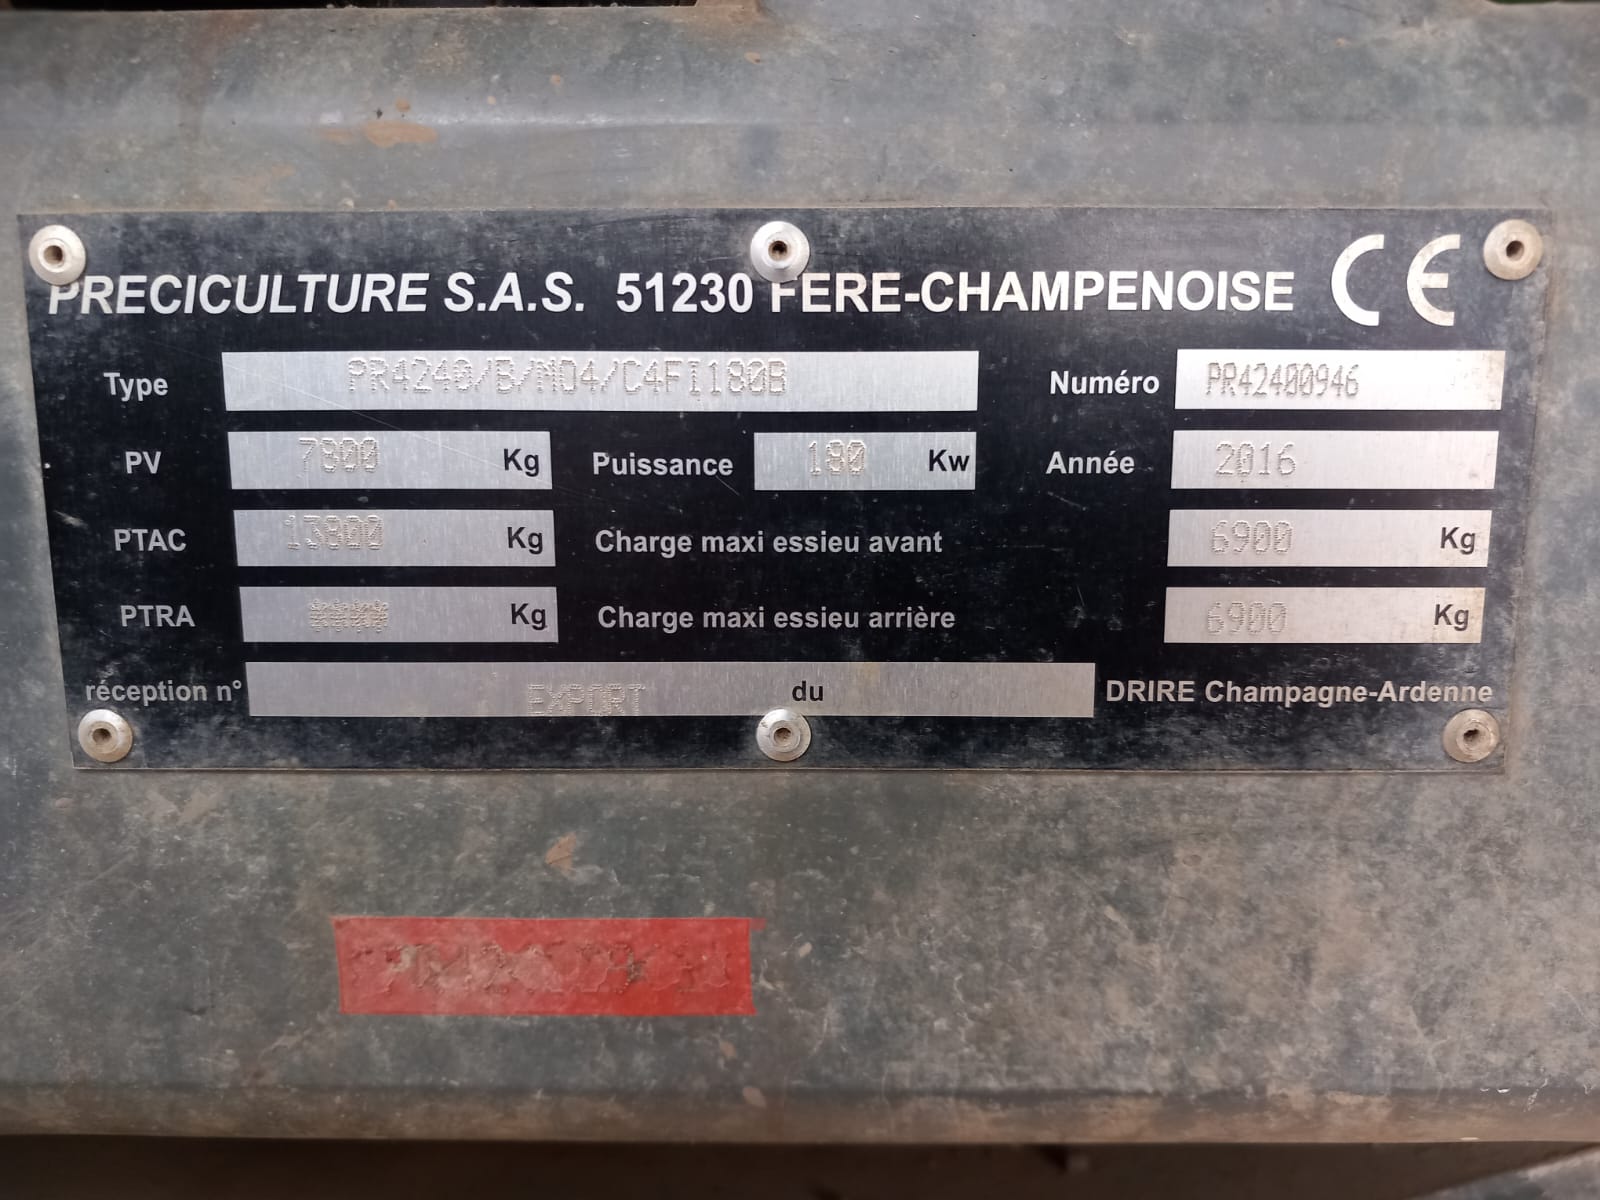 PRECICULTURE S.A.S. 51230 FERE-CHAMPENOISE CE
Type PR4240/B/M04/C4FI180B Numéro PR42400946
PV 7800 Kg Puissance 180 Kw Année 2016
PTAC 13800 Kg Charge maxi essieu avant 6900 Kg
PTRA **** Kg Charge maxi essieu arrière 6900 Kg
réception n° EXPORT du DRIRE Champagne-Ardenne